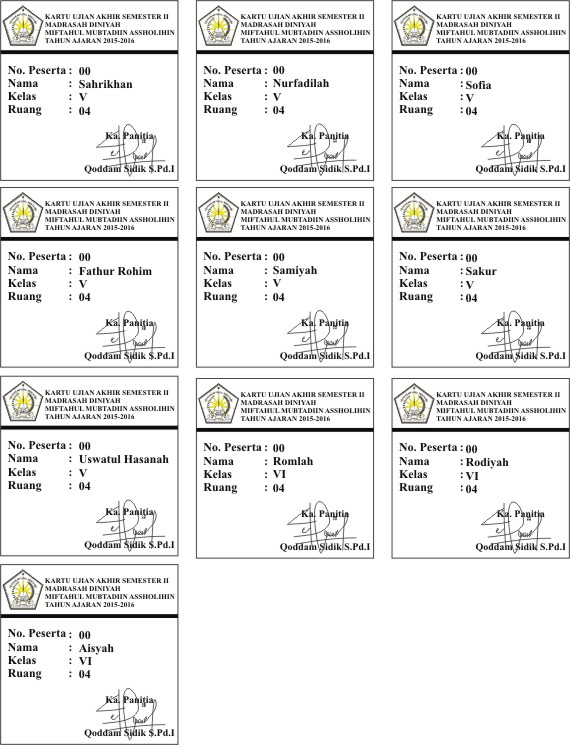 KARTU UJIAN AKHIR SEMESTER II
MADRASAH DINIYAH
MIFTAHUL MUBTADIIN ASSHOLIHIN
TAHUN AJARAN 2015-2016
No. Peserta : 00
Nama : Sahrikhan
Kelas : V
Ruang : 04
Ka. Panitia
Qoddam Sidik S.Pd.I
KARTU UJIAN AKHIR SEMESTER II
MADRASAH DINIYAH
MIFTAHUL MUBTADIIN ASSHOLIHIN
TAHUN AJARAN 2015-2016
No. Peserta : 00
Nama : Nurfadilah
Kelas : V
Ruang : 04
Ka. Panitia
Qoddam Sidik S.Pd.I
KARTU UJIAN AKHIR SEMESTER II
MADRASAH DINIYAH
MIFTAHUL MUBTADIIN ASSHOLIHIN
TAHUN AJARAN 2015-2016
No. Peserta : 00
Nama : Sofia
Kelas : V
Ruang : 04
Ka. Panitia
Qoddam Sidik S.Pd.I
KARTU UJIAN AKHIR SEMESTER II
MADRASAH DINIYAH
MIFTAHUL MUBTADIIN ASSHOLIHIN
TAHUN AJARAN 2015-2016
No. Peserta : 00
Nama : Fathur Rohim
Kelas : V
Ruang : 04
Ka. Panitia
Qoddam Sidik S.Pd.I
KARTU UJIAN AKHIR SEMESTER II
MADRASAH DINIYAH
MIFTAHUL MUBTADIIN ASSHOLIHIN
TAHUN AJARAN 2015-2016
No. Peserta : 00
Nama : Samiyah
Kelas : V
Ruang : 04
Ka. Panitia
Qoddam Sidik S.Pd.I
KARTU UJIAN AKHIR SEMESTER II
MADRASAH DINIYAH
MIFTAHUL MUBTADIIN ASSHOLIHIN
TAHUN AJARAN 2015-2016
No. Peserta : 00
Nama : Sakur
Kelas : V
Ruang : 04
Ka. Panitia
Qoddam Sidik S.Pd.I
KARTU UJIAN AKHIR SEMESTER II
MADRASAH DINIYAH
MIFTAHUL MUBTADIIN ASSHOLIHIN
TAHUN AJARAN 2015-2016
No. Peserta : 00
Nama : Uswatul Hasanah
Kelas : V
Ruang : 04
Ka. Panitia
Qoddam Sidik S.Pd.I
KARTU UJIAN AKHIR SEMESTER II
MADRASAH DINIYAH
MIFTAHUL MUBTADIIN ASSHOLIHIN
TAHUN AJARAN 2015-2016
No. Peserta : 00
Nama : Romlah
Kelas : VI
Ruang : 04
Ka. Panitia
Qoddam Sidik S.Pd.I
KARTU UJIAN AKHIR SEMESTER II
MADRASAH DINIYAH
MIFTAHUL MUBTADIIN ASSHOLIHIN
TAHUN AJARAN 2015-2016
No. Peserta : 00
Nama : Rodiyah
Kelas : VI
Ruang : 04
Ka. Panitia
Qoddam Sidik S.Pd.I
KARTU UJIAN AKHIR SEMESTER II
MADRASAH DINIYAH
MIFTAHUL MUBTADIIN ASSHOLIHIN
TAHUN AJARAN 2015-2016
No. Peserta : 00
Nama : Aisyah
Kelas : VI
Ruang : 04
Ka. Panitia
Qoddam Sidik S.Pd.I